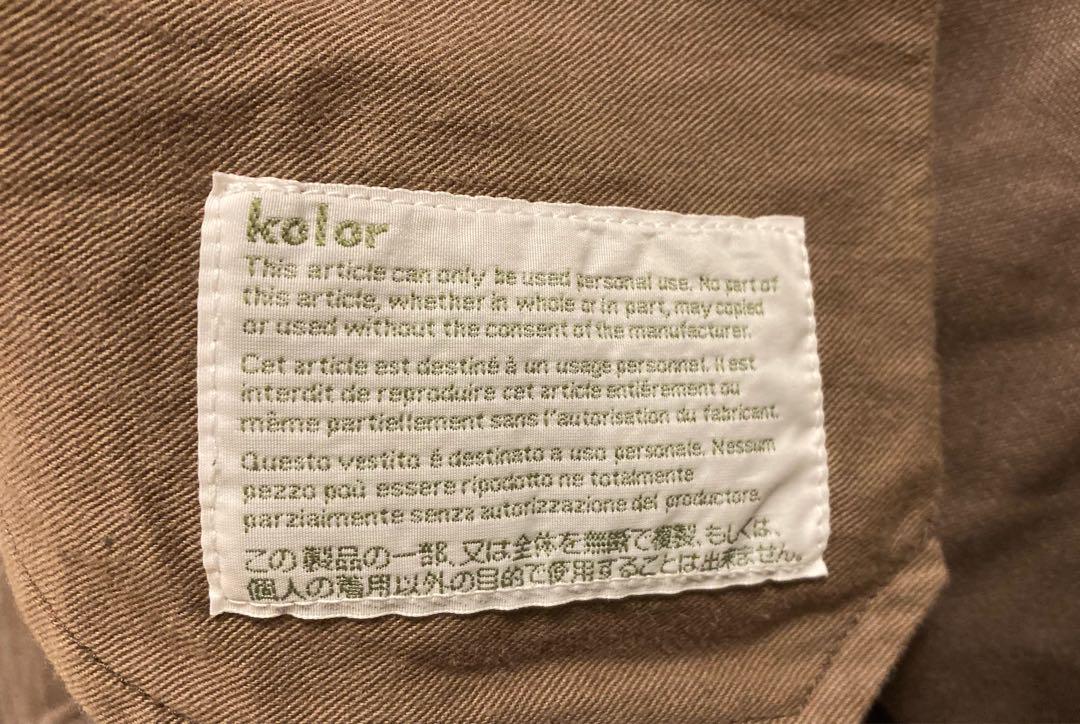 kolor
This article can only be used personal use. No part of
this article, whether in whole or in part, may copied
or used without the consent of the manufacturer.
Cet article est destiné à un usage personnel. Il est
interdit de reproduire cet article entiérement ou
même partiellement sans l'autorisation du fabricant.
Questo vestito é destinato a uso personale. Nessum
pezzo poù essere ripodotto ne totalmente
parzialmente senza autorizzazione del productore.
この製品の一部、又は全体を無断で複製、もしくは、
個人の着用以外の目的で使用することは出来ません。